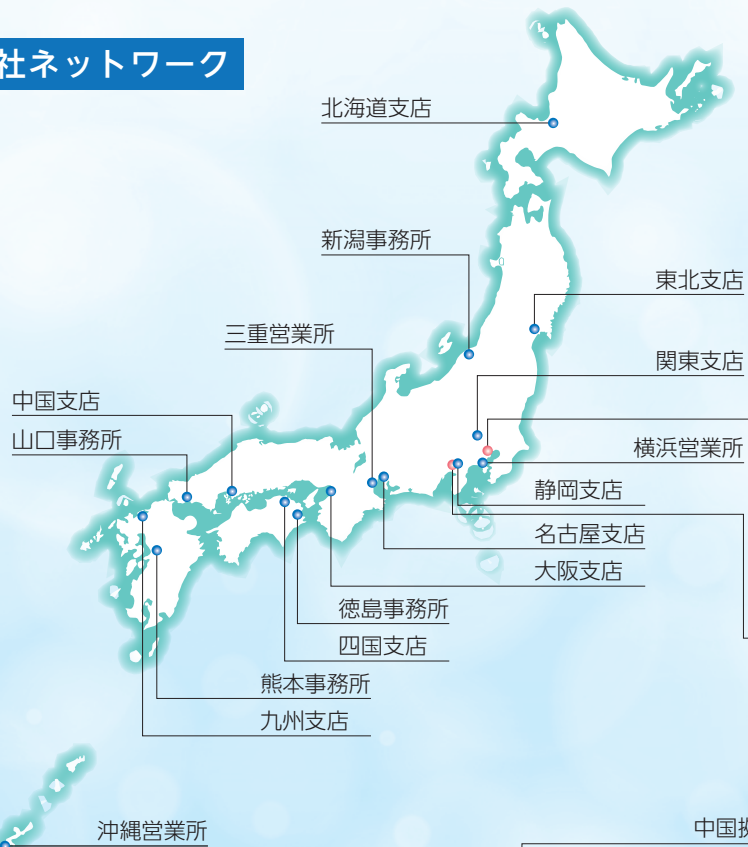 社ネットワーク
北海道支店
新潟事務所
東北支店
三重営業所
関東支店
中国支店
山口事務所
横浜営業所
静岡支店
名古屋支店
大阪支店
徳島事務所
四国支店
熊本事務所
九州支店
沖縄営業所
中国